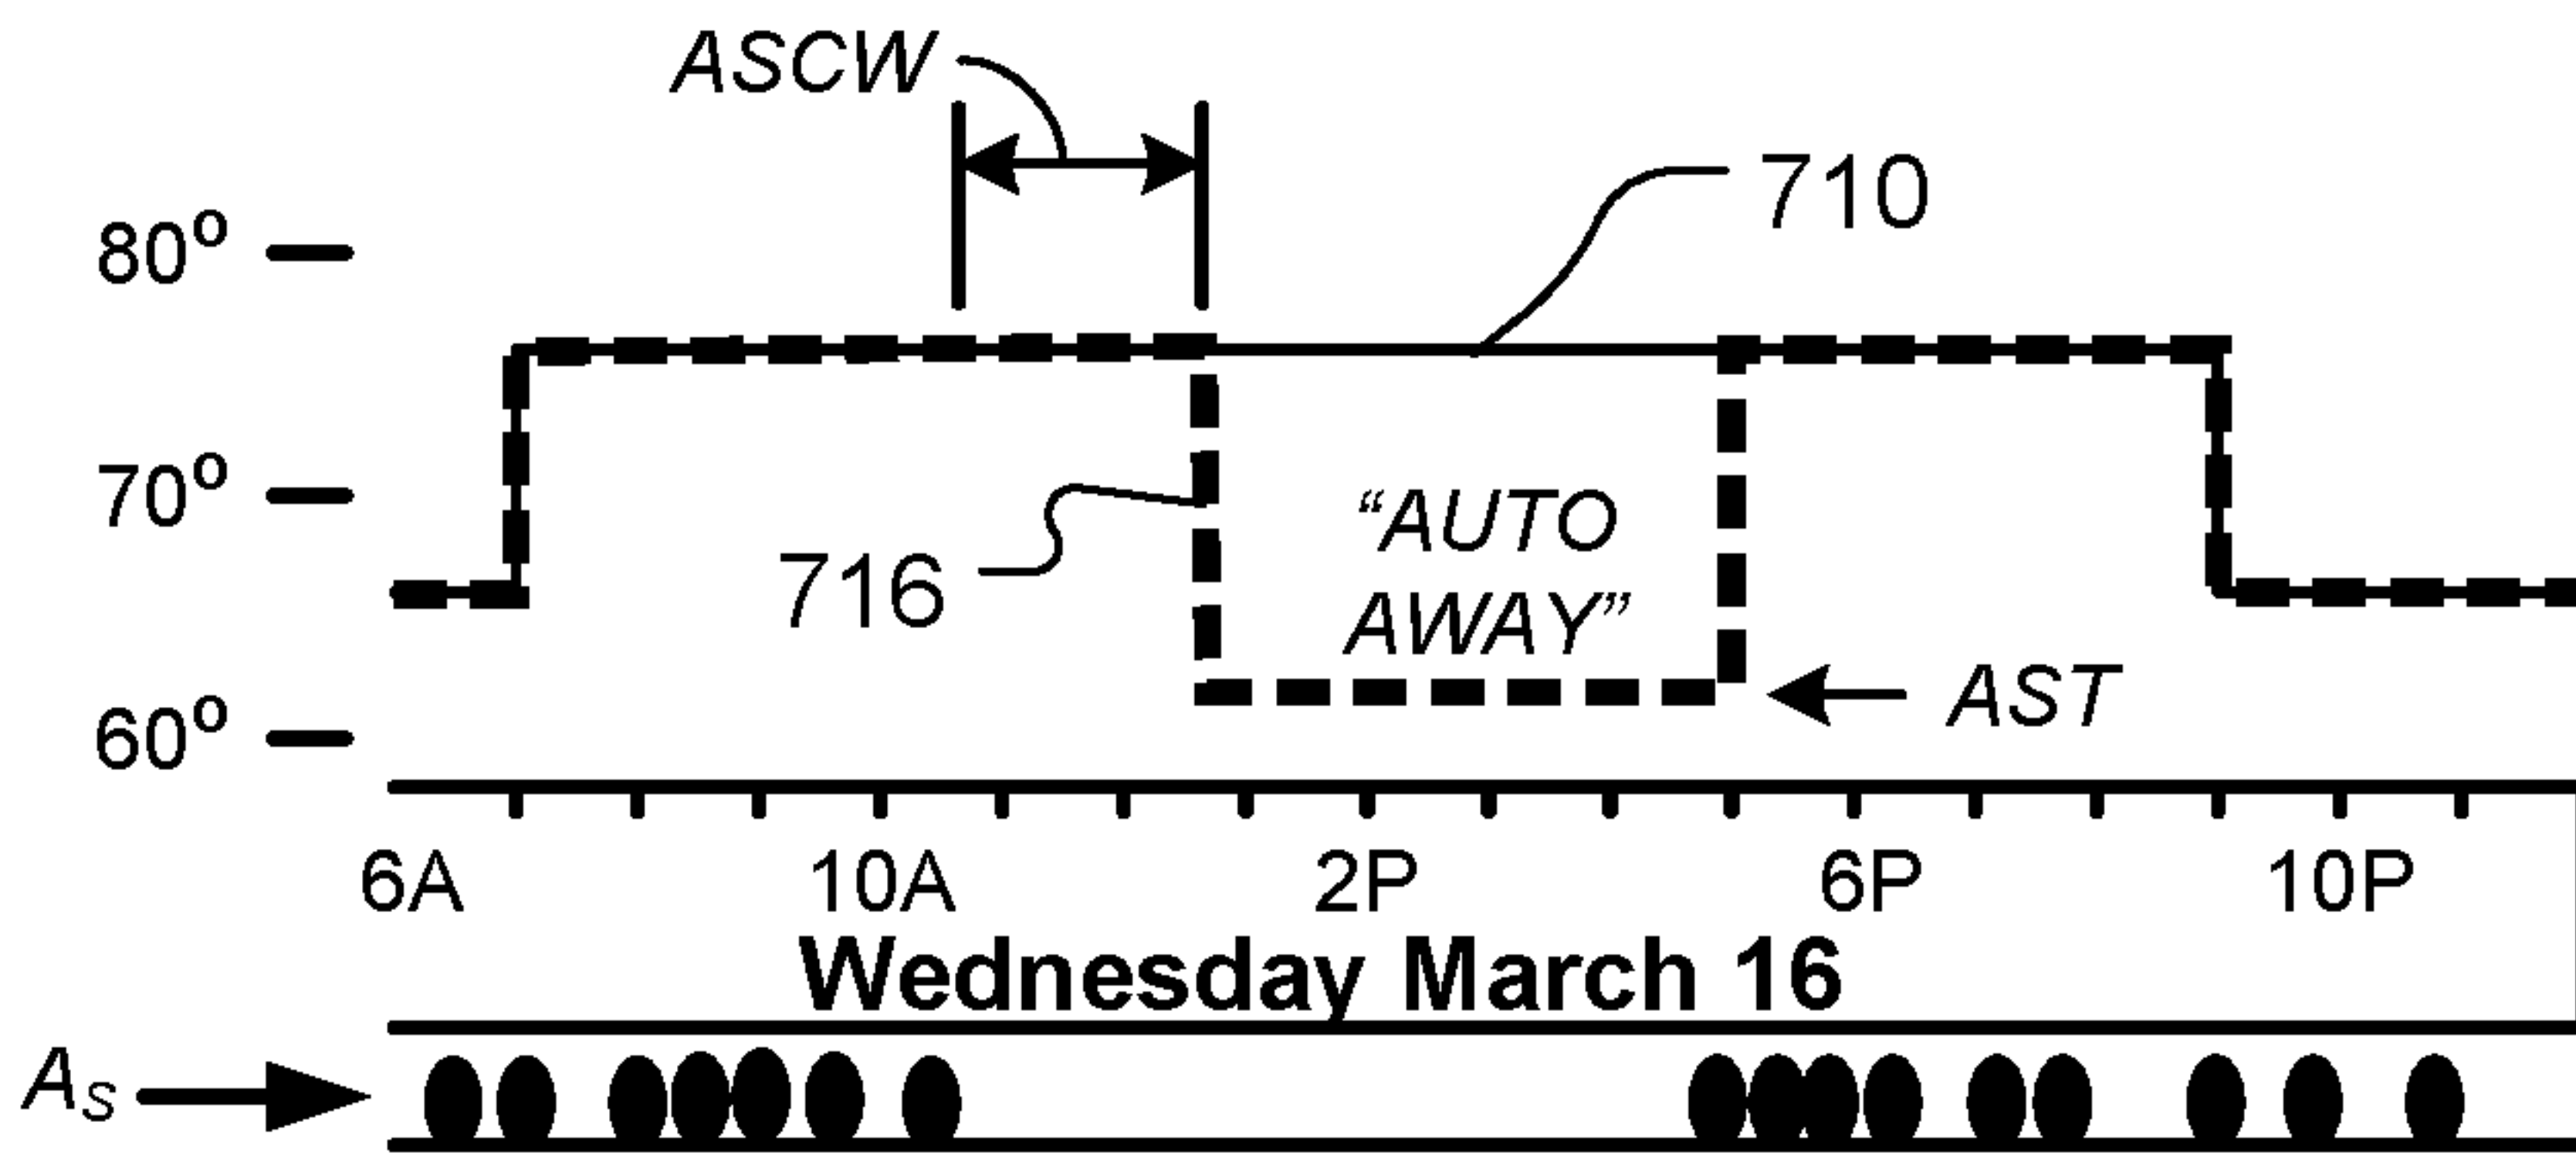 ASCW
710
80°
70°
60°
716
“AUTO
AWAY”
AST
6A 10A 2P 6P 10P
Wednesday March 16
AS